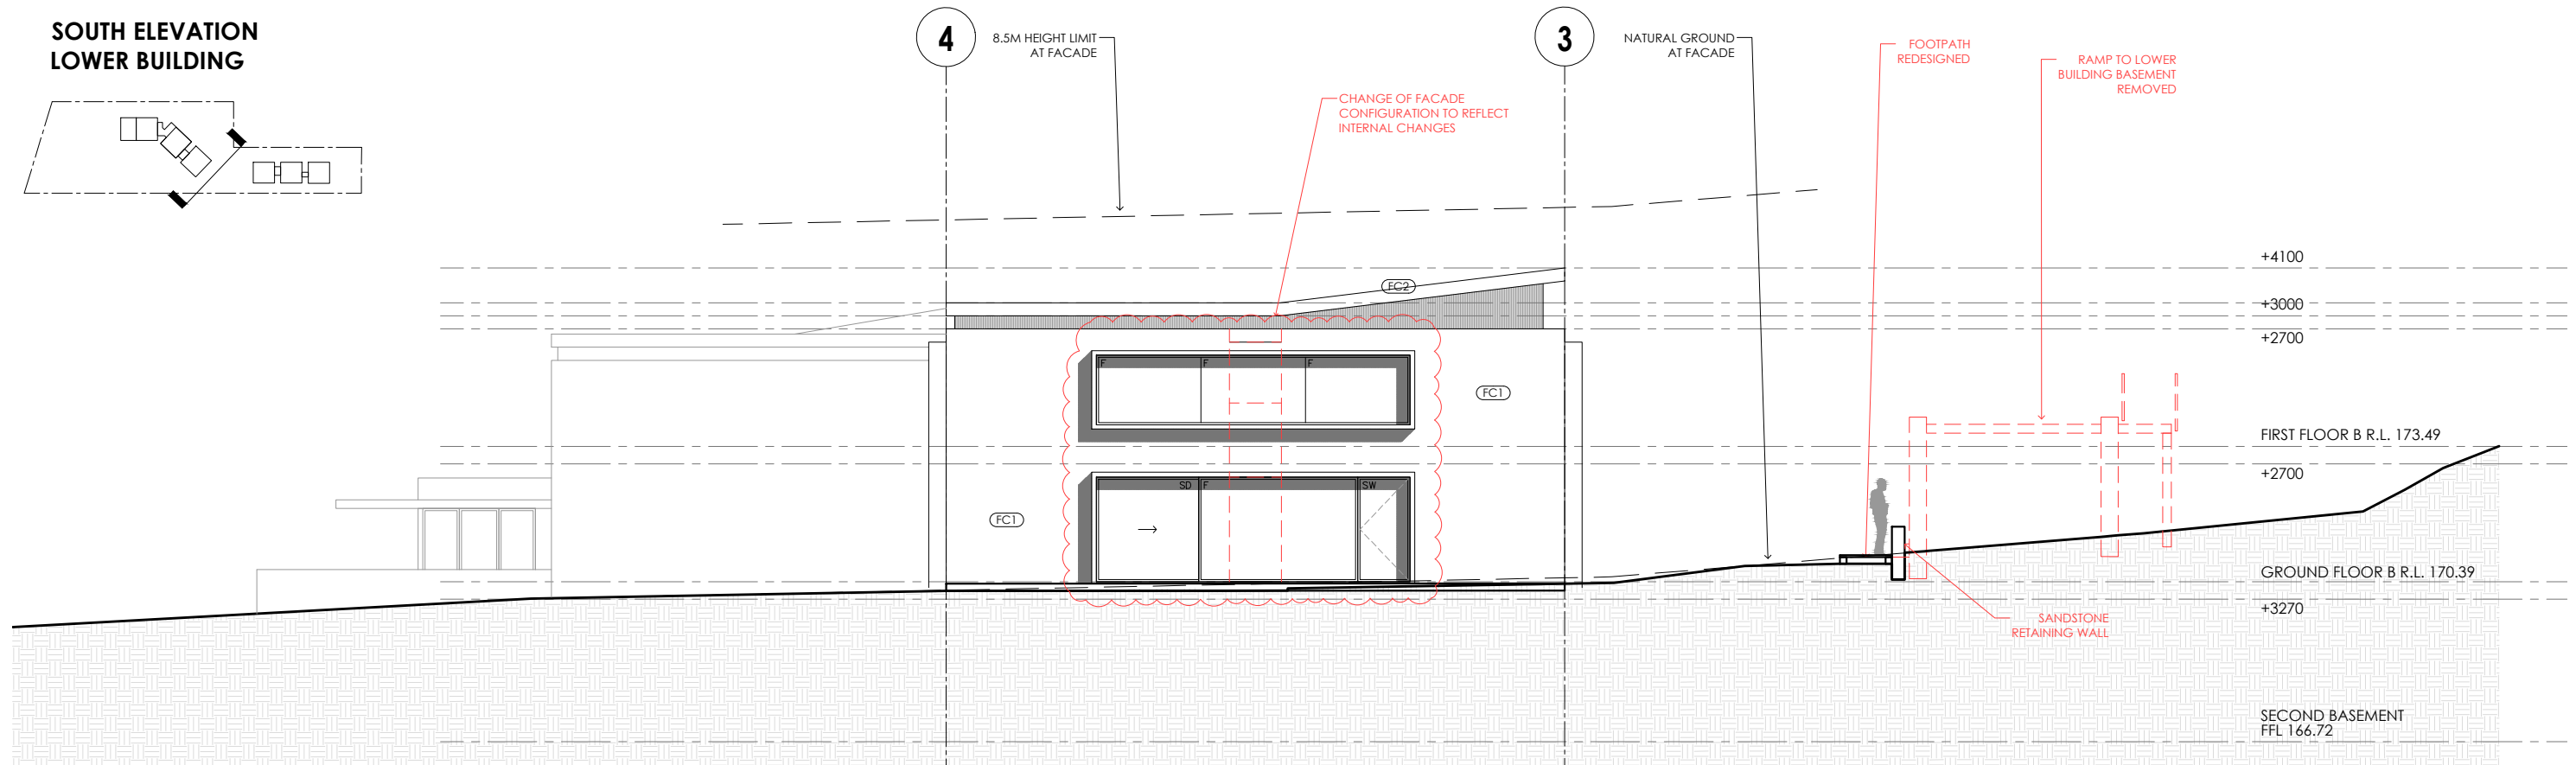 SOUTH ELEVATION
LOWER BUILDING
4
8.5M HEIGHT LIMIT
AT FACADE
CHANGE OF FACADE
CONFIGURATION TO REFLECT
INTERNAL CHANGES
3
NATURAL GROUND
AT FACADE
FOOTPATH
REDESIGNED
RAMP TO LOWER
BUILDING BASEMENT
REMOVED
+4100
FC2
+3000
+2700
F F F
FC1
FIRST FLOOR B R.L. 173.49
+2700
SD F SW
FC1
GROUND FLOOR B R.L. 170.39
+3270
SANDSTONE
RETAINING WALL
SECOND BASEMENT
FFL 166.72